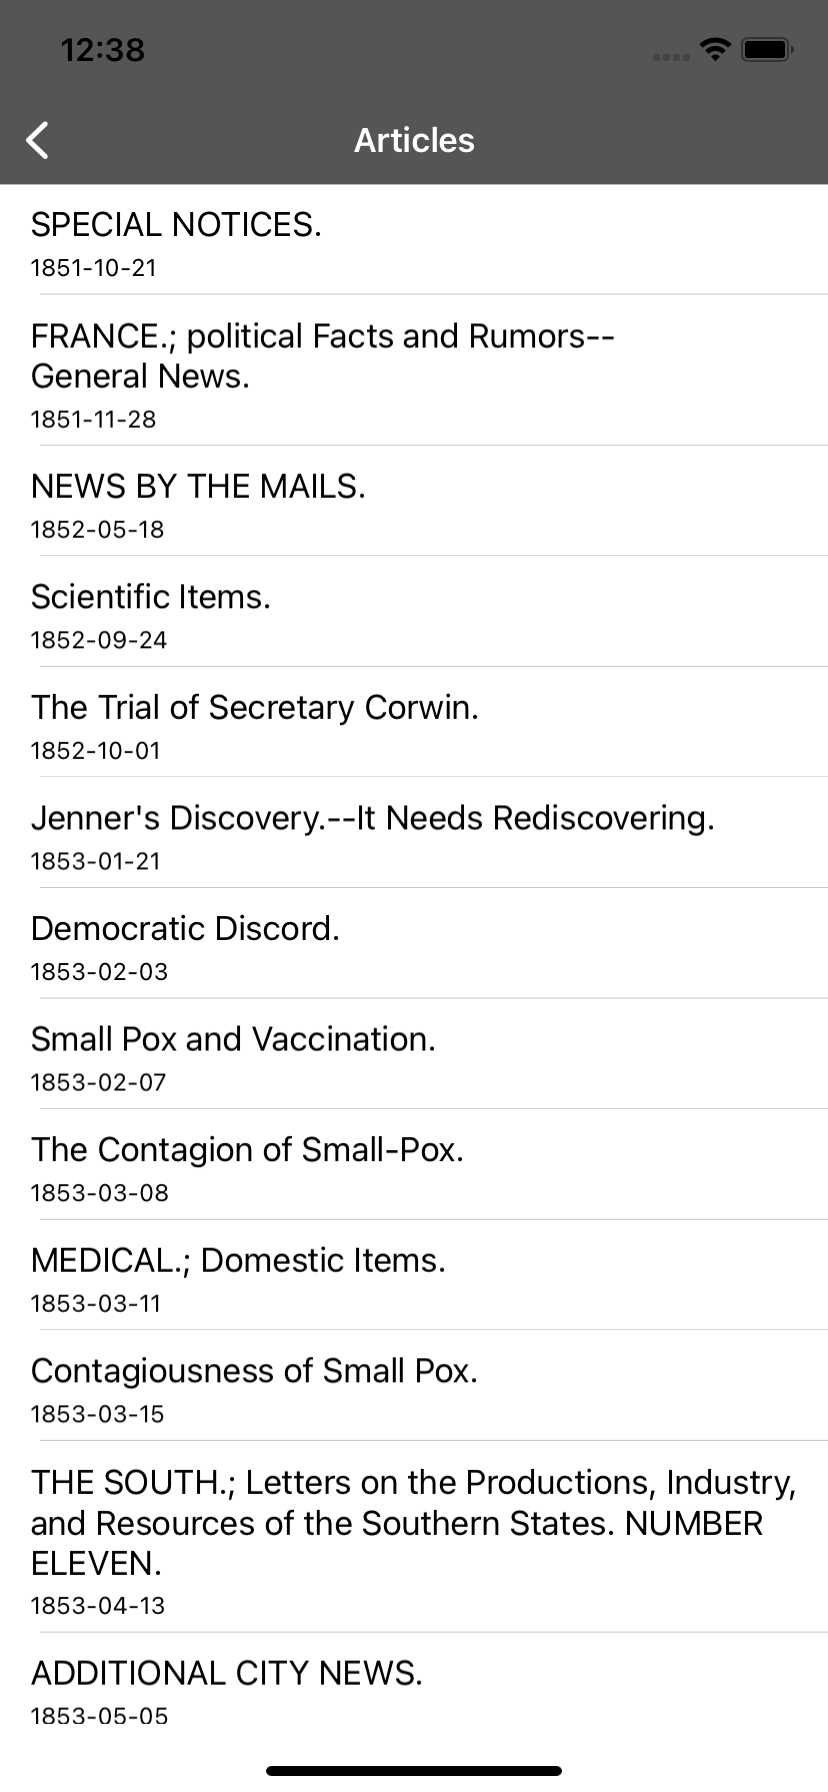 12:38
Articles
SPECIAL NOTICES.
1851-10-21
FRANCE.; political Facts and Rumors--
General News.
1851-11-28
NEWS BY THE MAILS.
1852-05-18
Scientific Items.
1852-09-24
The Trial of Secretary Corwin.
1852-10-01
Jenner's Discovery.--It Needs Rediscovering.
1853-01-21
Democratic Discord.
1853-02-03
Small Pox and Vaccination.
1853-02-07
The Contagion of Small-Pox.
1853-03-08
MEDICAL.; Domestic Items.
1853-03-11
Contagiousness of Small Pox.
1853-03-15
THE SOUTH.; Letters on the Productions, Industry,
and Resources of the Southern States. NUMBER
ELEVEN.
1853-04-13
ADDITIONAL CITY NEWS.
1853-05-05